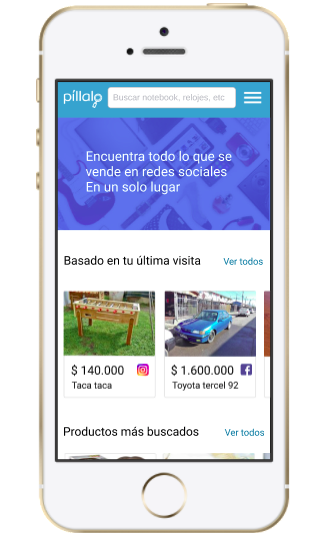 pillalo
Buscar notebook, relojes, etc
Encuentra todo lo que se
vende en redes sociales
En un solo lugar
Basado en tu última visita
Ver todos
$ 140.000
Taca taca
$ 1.600.000
Toyota tercel 92
Productos más buscados
Ver todos